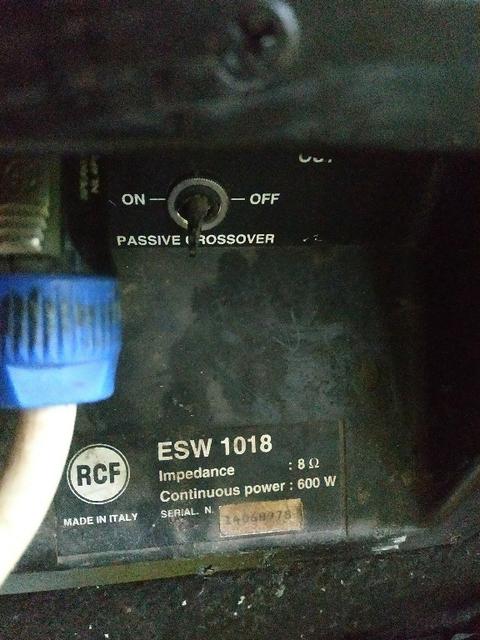 ON OFF
PASSIVE CROSSOVER
RCF
MADE IN ITALY
ESW 1018
Impedance : 8 Ω
Continuous power : 600 W
SERIAL. N.